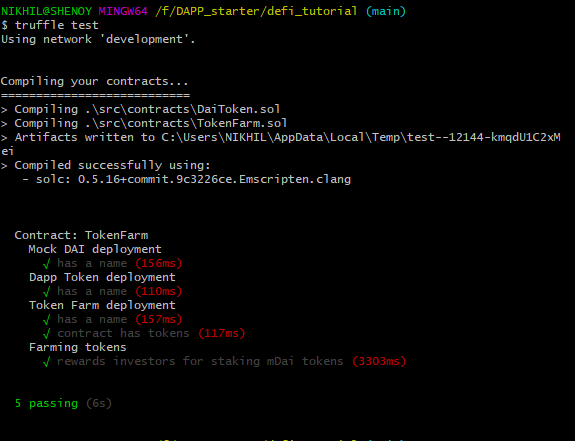 NIKHIL@SHENOY MINGW64 /f/DAPP_starter/defi_tutorial (main)
$ truffle test
Using network 'development'.
Compiling your contracts...
===========================
> Compiling .\src\contracts\DaiToken.sol
> Compiling .\src\contracts\TokenFarm.sol
> Artifacts written to C:\Users\NIKHIL\AppData\Local\Temp\test--12144-kmqdU1C2xM
ei
> Compiled successfully using:
- solc: 0.5.16+commit.9c3226ce.Emscripten.clang
Contract: TokenFarm
Mock DAI deployment
√ has a name (156ms)
Dapp Token deployment
√ has a name (110ms)
Token Farm deployment
√ has a name (157ms)
√ contract has tokens (117ms)
Farming tokens
√ rewards investors for staking mDai tokens (3303ms)
5 passing (6s)